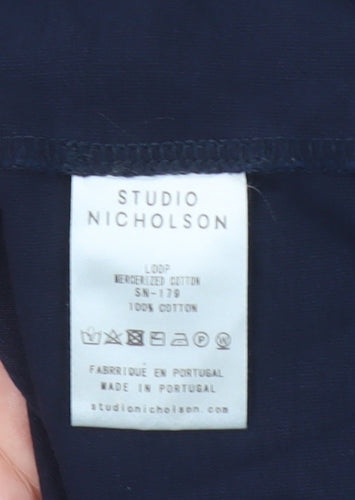 STUDIO
NICHOLSON
LOOP
MERCERIZED COTTON
SN-179
100% COTTON
FABRRIQUE EN PORTUGAL
MADE IN PORTUGAL
studionicholson.com